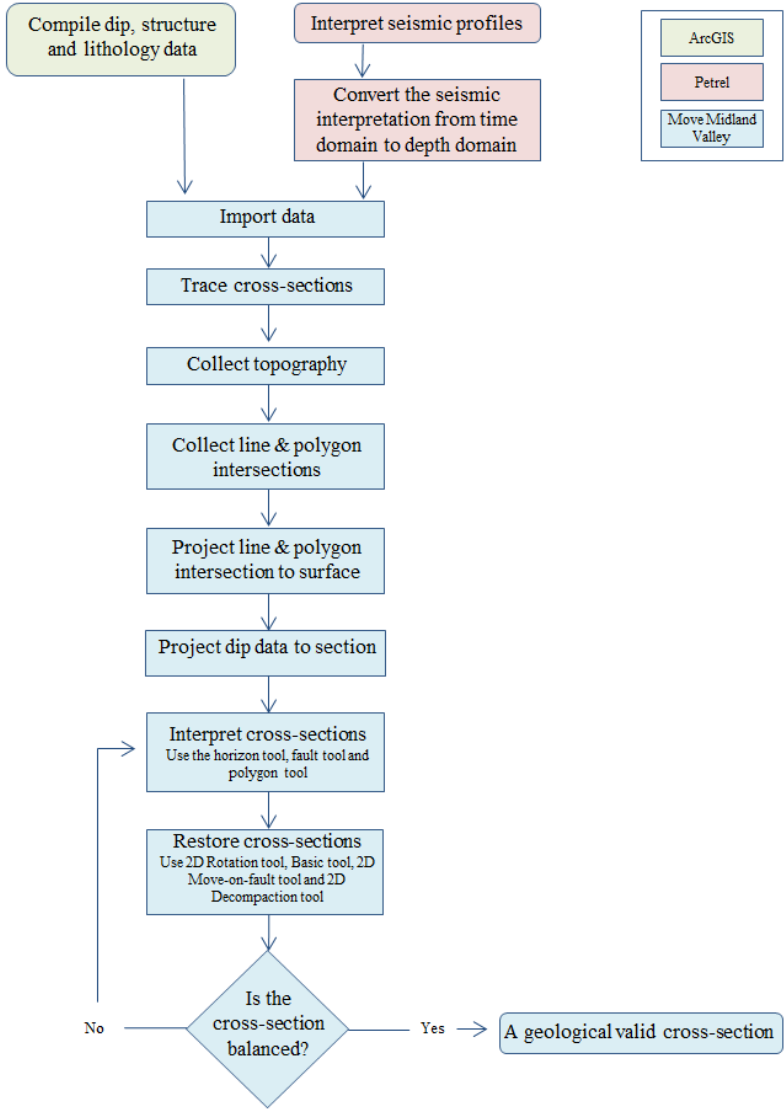 Compile dip, structure
and lithology data
Interpret seismic profiles
Convert the seismic
interpretation from time
domain to depth domain
ArcGIS
Petrel
Move Midland
Valley
Import data
Trace cross-sections
Collect topography
Collect line & polygon
intersections
Project line & polygon
intersection to surface
Project dip data to section
Interpret cross-sections
Use the horizon tool, fault tool and
polygon tool
Restore cross-sections
Use 2D Rotation tool, Basic tool, 2D
Move-on-fault tool and 2D
Decompaction tool
Is the
cross-section
balanced?
No
Yes
A geological valid cross-section